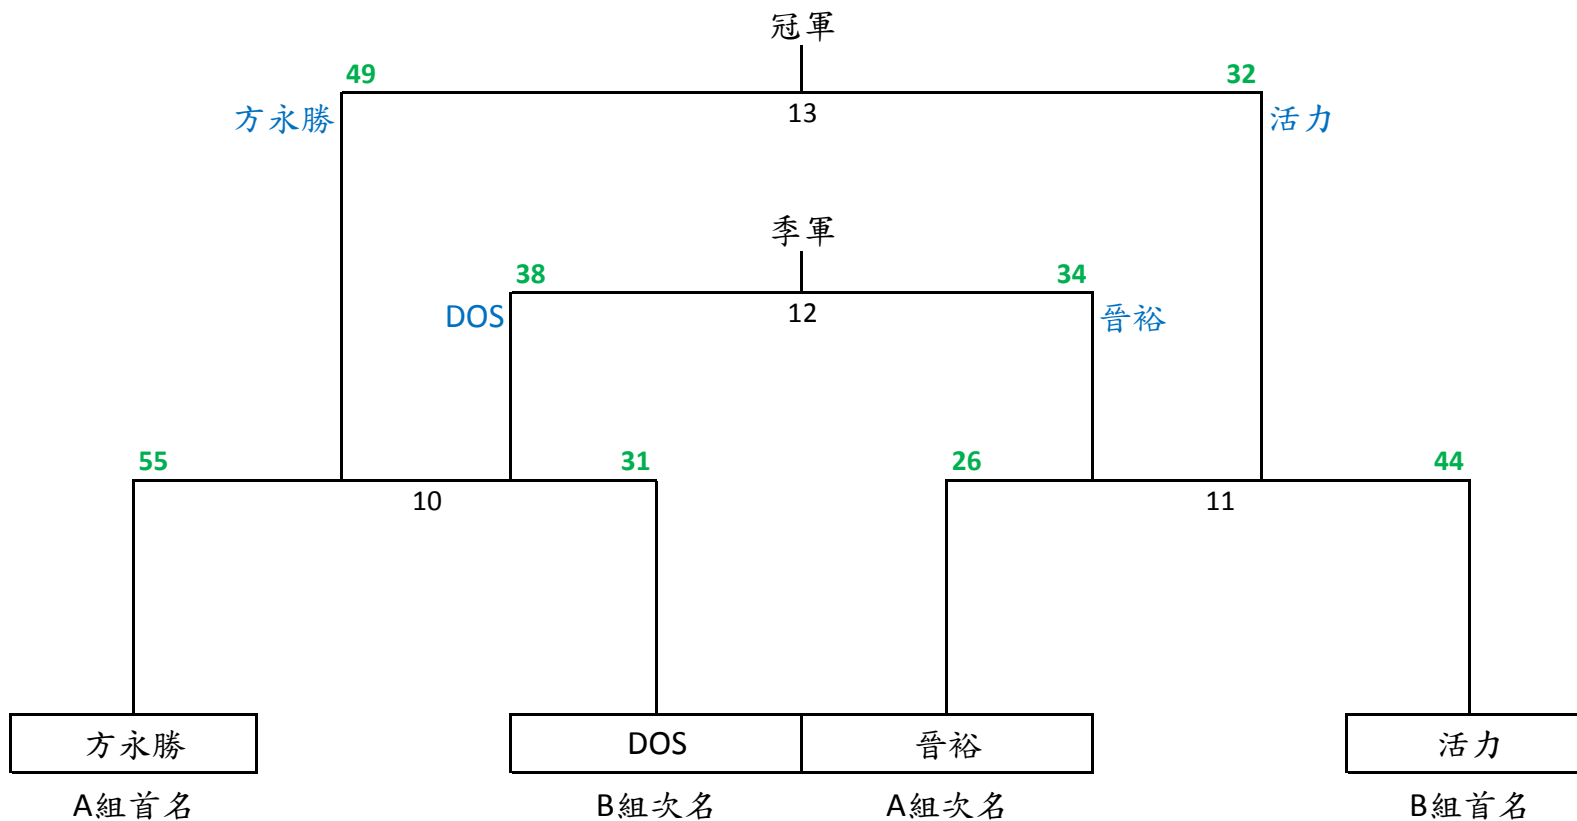 冠軍
49 32
方永勝 13 活力
季軍
38 34
DOS 12 晉裕
55 31 26 44
10 11
方永勝 DOS 晉裕 活力
A組首名 B組次名 A組次名 B組首名